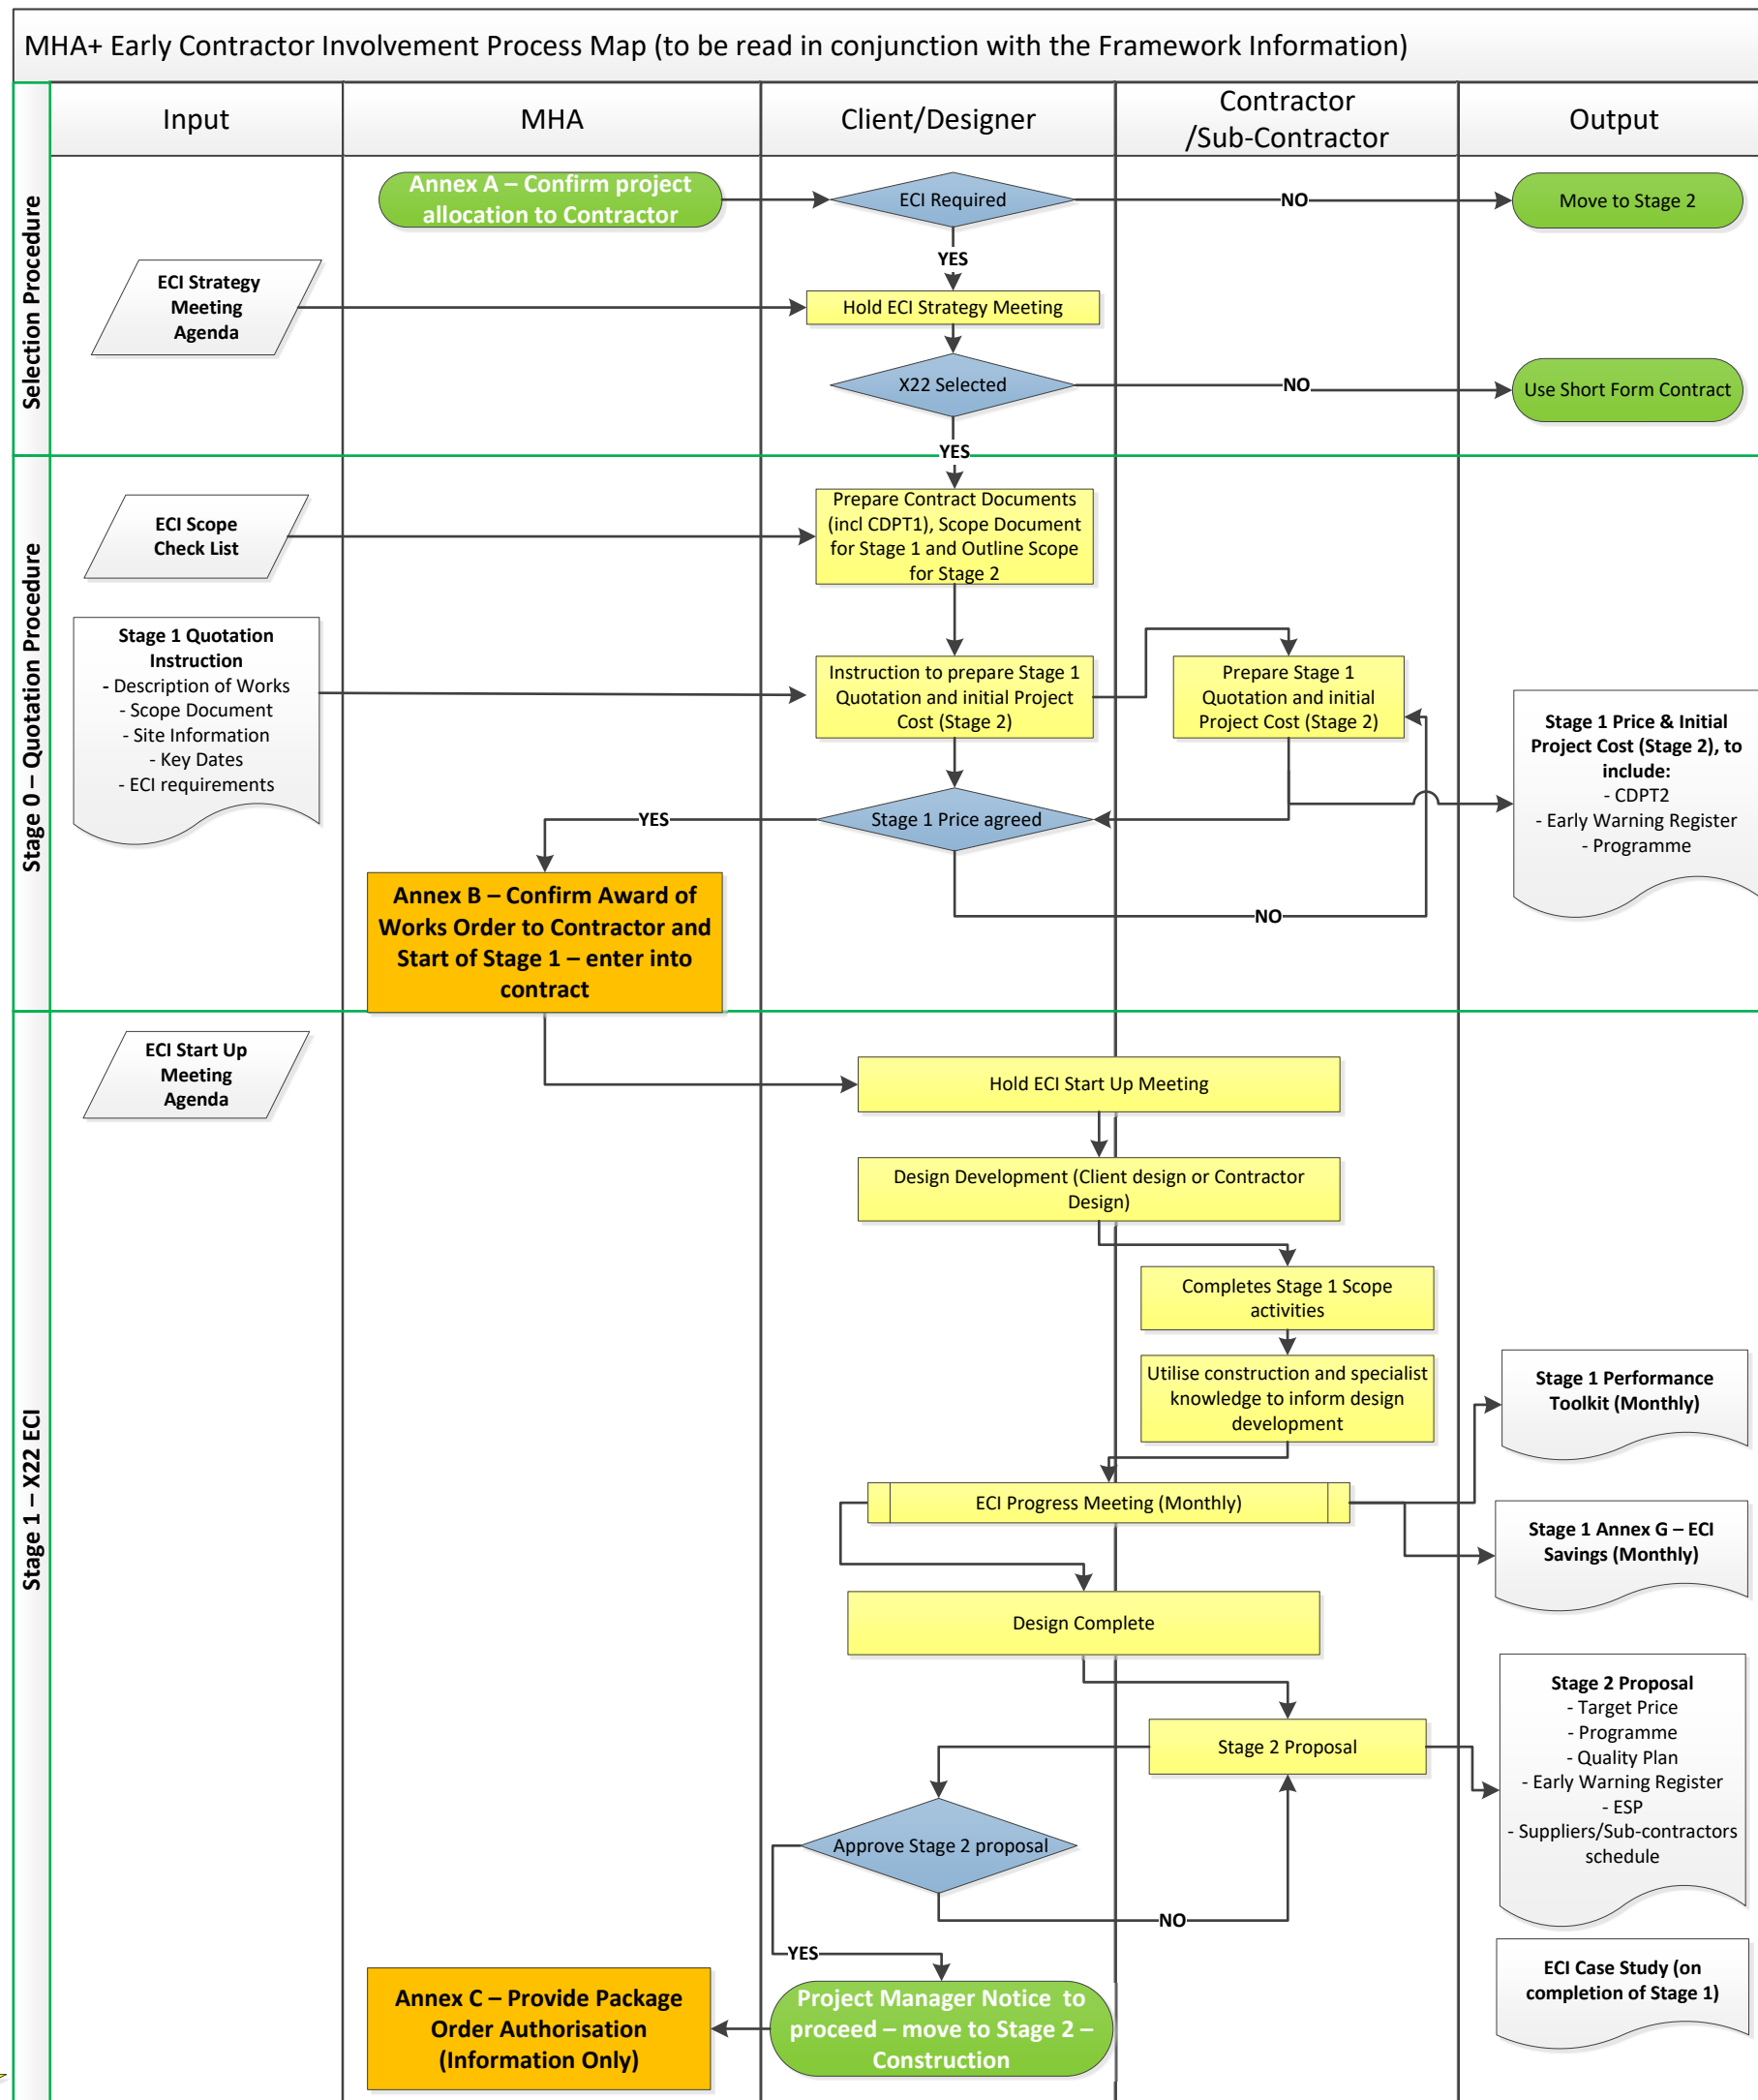 MHA+ Early Contractor Involvement Process Map (to be read in conjunction with the Framework Information)
Input
MHA
Client/Designer
Contractor
/Sub-Contractor
Output
Selection Procedure
Annex A – Confirm project
allocation to Contractor
ECI Required
NO
Move to Stage 2
YES
ECI Strategy
Meeting
Agenda
Hold ECI Strategy Meeting
X22 Selected
NO
Use Short Form Contract
YES
Stage 0 – Quotation Procedure
ECI Scope
Check List
Prepare Contract Documents
(incl CDPT1), Scope Document
for Stage 1 and Outline Scope
for Stage 2
Stage 1 Quotation
Instruction
- Description of Works
- Scope Document
- Site Information
- Key Dates
- ECI requirements
Instruction to prepare Stage 1
Quotation and initial Project
Cost (Stage 2)
Prepare Stage 1
Quotation and initial
Project Cost (Stage 2)
Stage 1 Price & Initial
Project Cost (Stage 2), to
include:
- CDPT2
- Early Warning Register
- Programme
Stage 1 Price agreed
YES
NO
Annex B – Confirm Award of
Works Order to Contractor and
Start of Stage 1 – enter into
contract
Stage 1 – X22 ECI
ECI Start Up
Meeting
Agenda
Hold ECI Start Up Meeting
Design Development (Client design or Contractor
Design)
Completes Stage 1 Scope
activities
Utilise construction and specialist
knowledge to inform design
development
Stage 1 Performance
Toolkit (Monthly)
ECI Progress Meeting (Monthly)
Stage 1 Annex G – ECI
Savings (Monthly)
Design Complete
Stage 2 Proposal
Stage 2 Proposal
- Target Price
- Programme
- Quality Plan
- Early Warning Register
- ESP
- Suppliers/Sub-contractors
schedule
Approve Stage 2 proposal
NO
YES
ECI Case Study (on
completion of Stage 1)
Annex C – Provide Package
Order Authorisation
(Information Only)
Project Manager Notice to
proceed – move to Stage 2 –
Construction